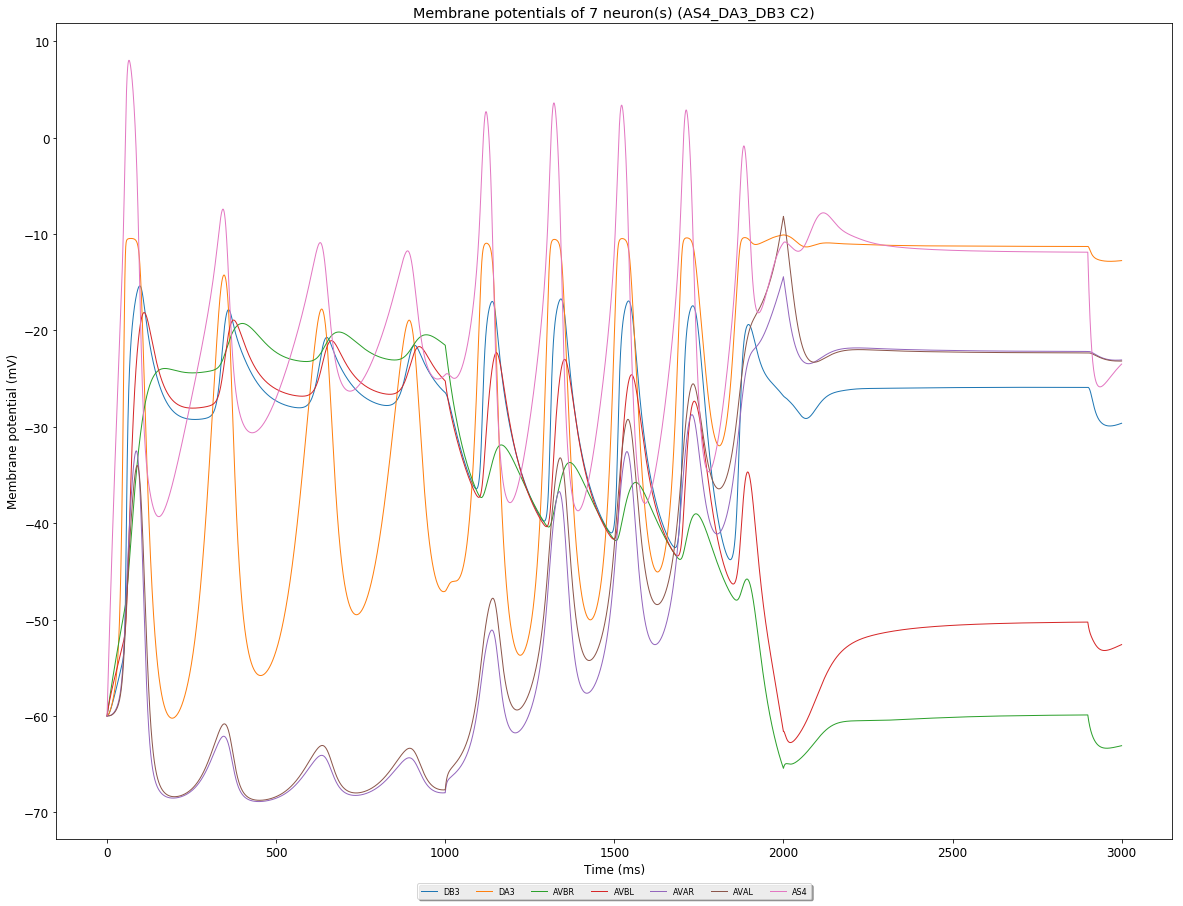 Membrane potentials of 7 neuron(s) (AS4_DA3_DB3 C2)
10
0
−10
−20
−30
−40
−50
−60
−70
Membrane potential (mV)
0 500 1000 1500 2000 2500 3000
Time (ms)
DB3 DA3 AVBR AVBL AVAR AVAL AS4